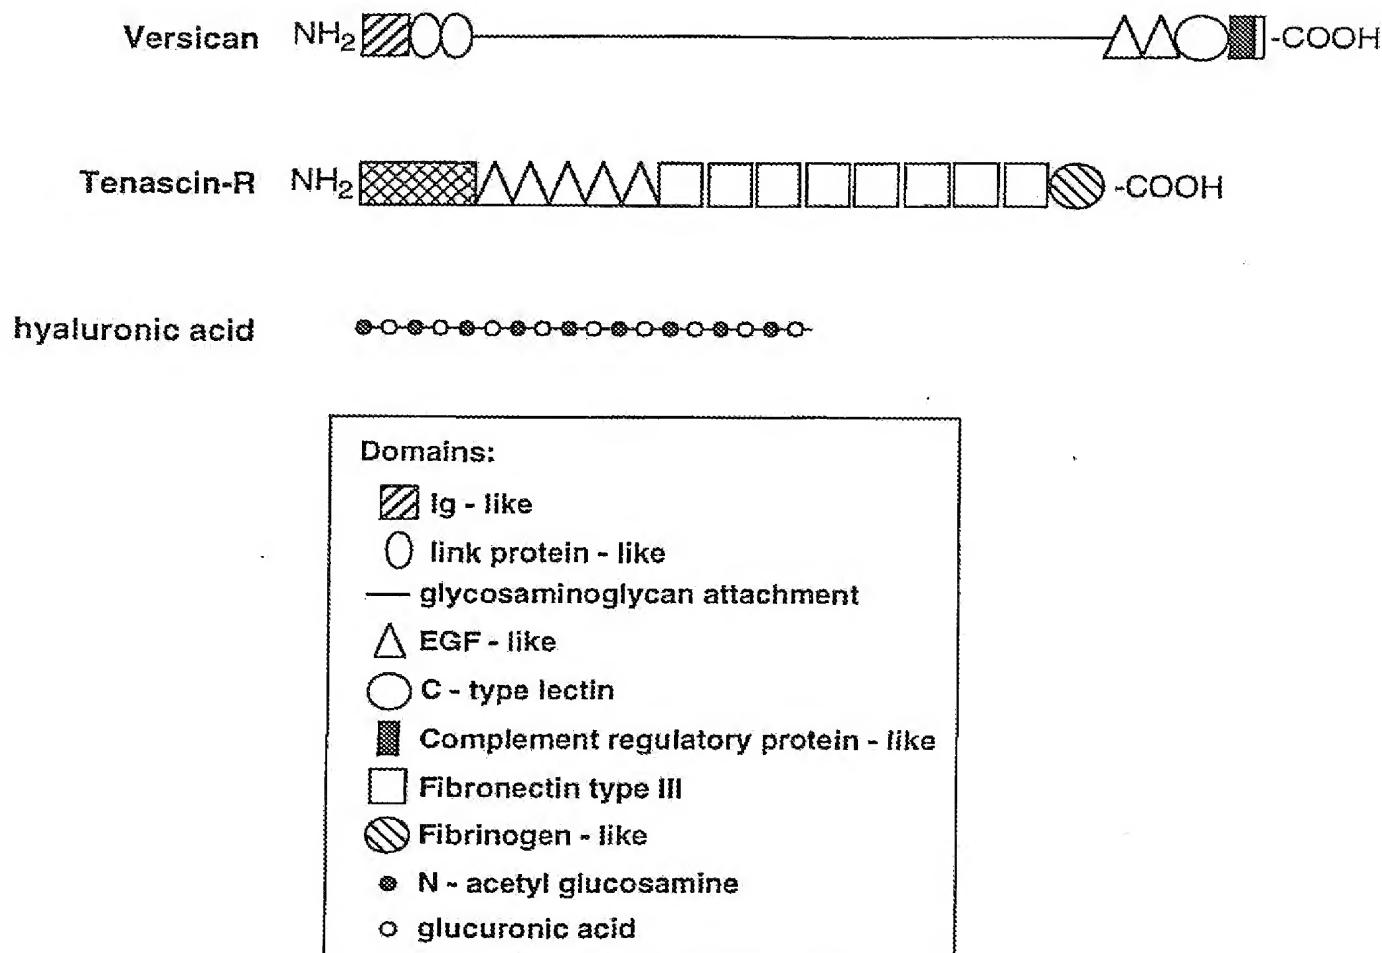 Versican NH2 -COOH
Tenascin-R NH2 -COOH
hyaluronic acid
Domains:
Ig - like
link protein - like
glycosaminoglycan attachment
EGF - like
C - type lectin
Complement regulatory protein - like
Fibronectin type III
Fibrinogen - like
N - acetyl glucosamine
glucuronic acid